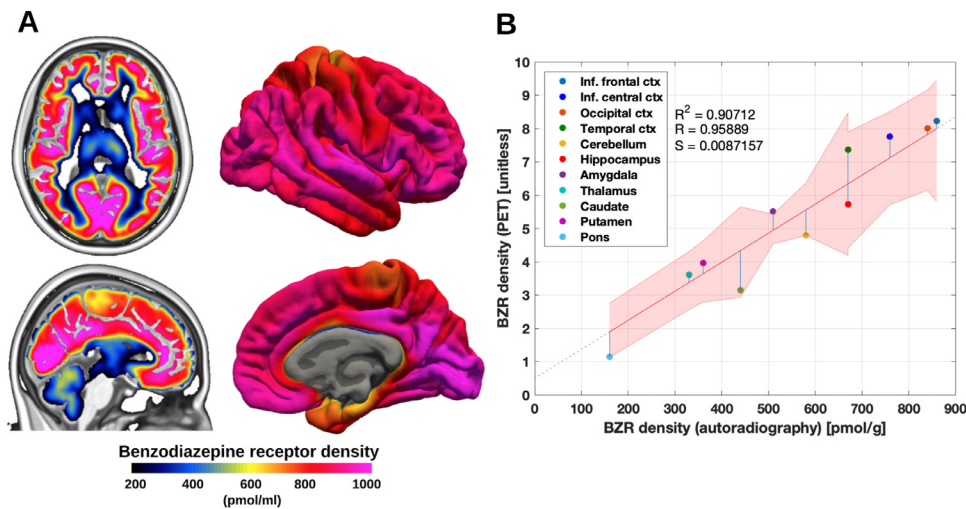 A
B
Benzodiazepine receptor density
200 400 600 800 1000
(pmol/ml)
BZR density (PET) [unitless]
10
9
8
7
6
5
4
3
2
1
0
Inf. frontal ctx
Inf. central ctx
Occipital ctx
Temporal ctx
Cerebellum
Hippocampus
Amygdala
Thalamus
Caudate
Putamen
Pons
R² = 0.90712
R = 0.95889
S = 0.0087157
0 100 200 300 400 500 600 700 800 900
BZR density (autoradiography) [pmol/g]